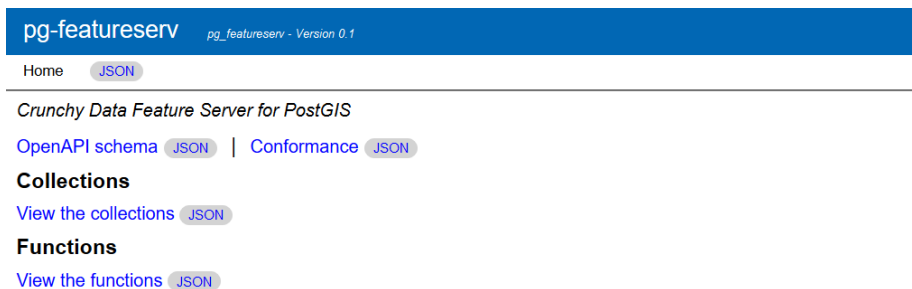 pg-featureserv pg_featureserv - Version 0.1
Home JSON
Crunchy Data Feature Server for PostGIS
OpenAPI schema JSON | Conformance JSON
Collections
View the collections JSON
Functions
View the functions JSON